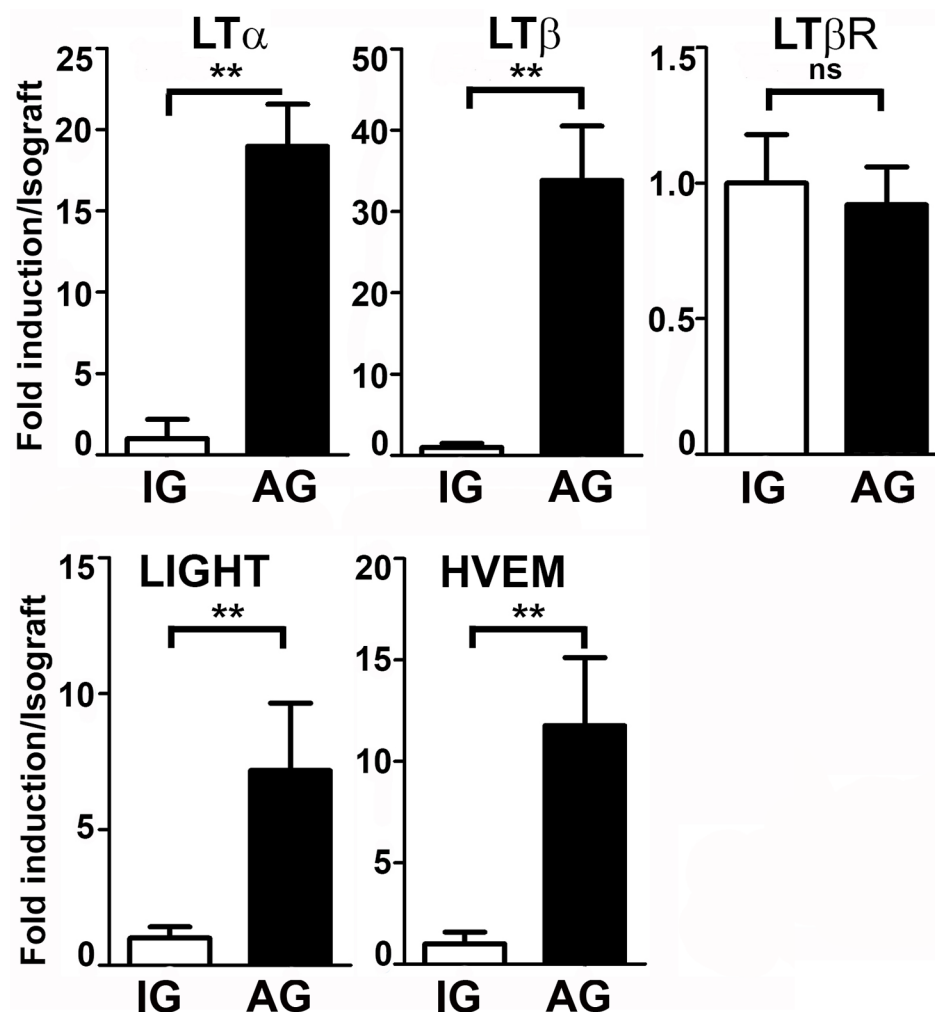 LTα
**
Fold induction/Isograft
25
20
15
10
5
0
IG AG
LTβ
**
50
40
30
20
10
0
IG AG
LTβR
ns
1.5
1.0
0.5
0
IG AG
LIGHT
**
Fold induction/Isograft
15
10
5
0
IG AG
HVEM
**
20
15
10
5
0
IG AG